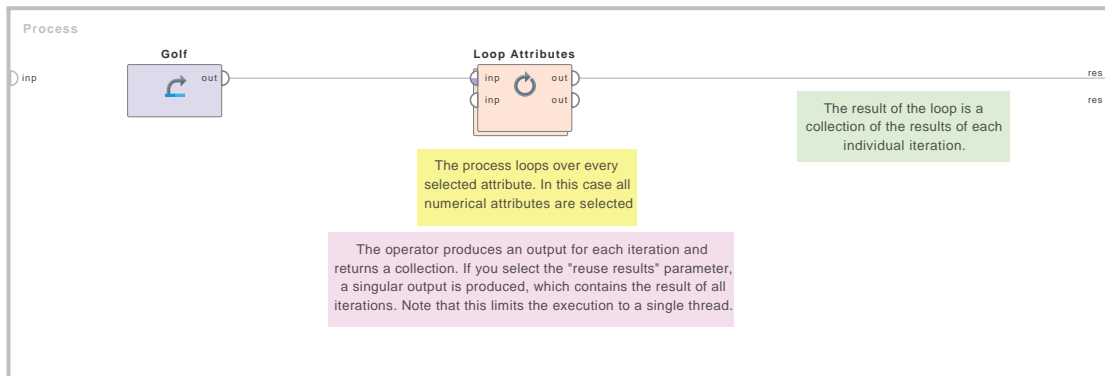 Process
Golf
Loop Attributes
inp
out
inp
out
res
inp
out
res
The result of the loop is a
collection of the results of each
individual iteration.
The process loops over every
selected attribute. In this case all
numerical attributes are selected
The operator produces an output for each iteration and
returns a collection. If you select the "reuse results" parameter,
a singular output is produced, which contains the result of all
iterations. Note that this limits the execution to a single thread.